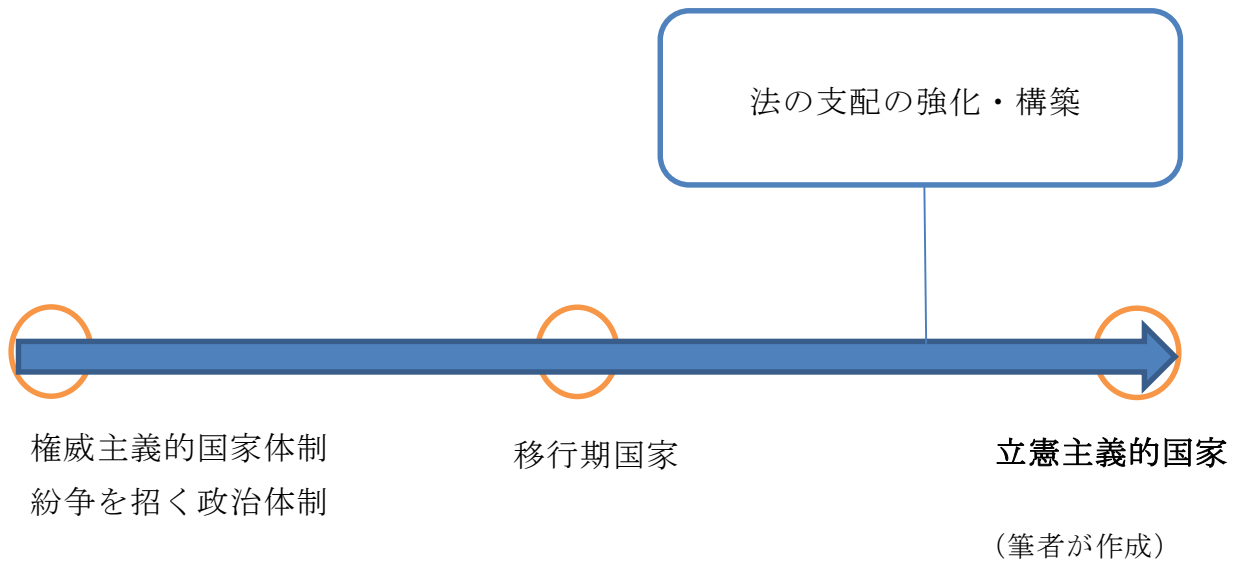 法の支配の強化・構築
権威主義的国家体制
紛争を招く政治体制
移行期国家
立憲主義的国家
(筆者が作成)